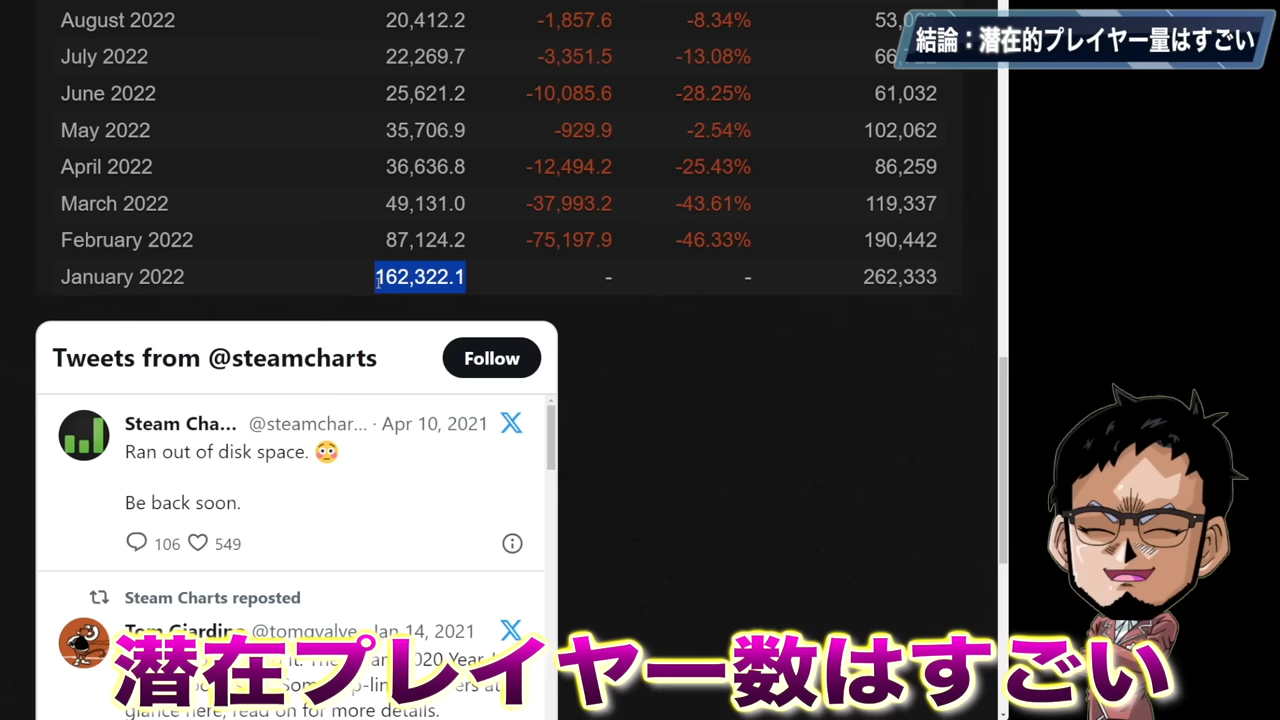 August 2022 20,412.2 -1,857.6 -8.34%
結論：潜在的プレイヤー量はすごい
July 2022 22,269.7 -3,351.5 -13.08%
June 2022 25,621.2 -10,085.6 -28.25% 61,032
May 2022 35,706.9 -929.9 -2.54% 102,062
April 2022 36,636.8 -12,494.2 -25.43% 86,259
March 2022 49,131.0 -37,993.2 -43.61% 119,337
February 2022 87,124.2 -75,197.9 -46.33% 190,442
January 2022 162,322.1 - - 262,333
Tweets from @steamcharts Follow
Steam Cha... @steamchar... · Apr 10, 2021
Ran out of disk space. 😳
Be back soon.
106 549
Steam Charts reposted
@tomgvalve Jan 14, 2021
潜在プレイヤー数はすごい
glance here, read on for more details.